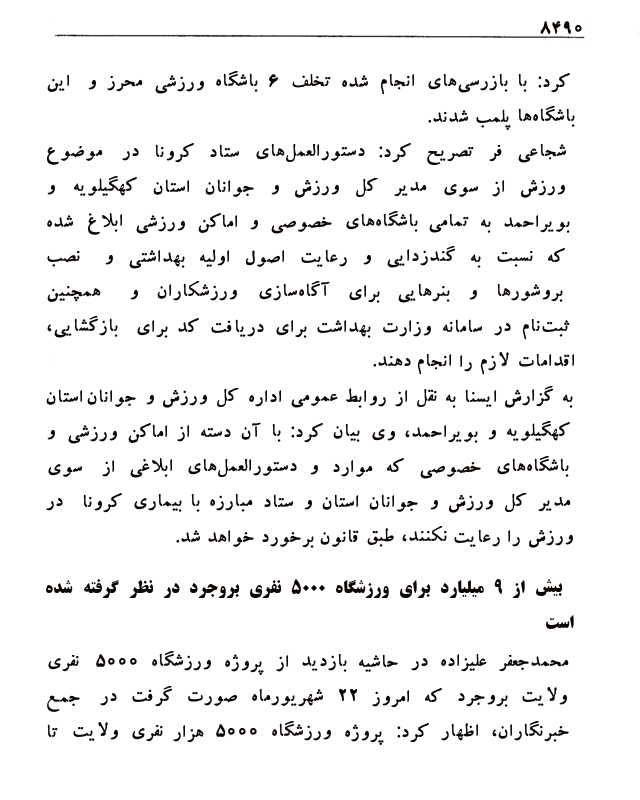 ۸۴۹۰
کرد: با بازرسی‌های انجام شده تخلف ۶ باشگاه ورزشی محرز و این
باشگاه‌ها پلمب شدند.
شجاعی فر تصریح کرد: دستورالعمل‌های ستاد کرونا در موضوع
ورزش از سوی مدیر کل ورزش و جوانان استان کهگیلویه و
بویراحمد به تمامی باشگاه‌های خصوصی و اماکن ورزشی ابلاغ شده
که نسبت به گندزدایی و رعایت اصول اولیه بهداشتی و نصب
بروشورها و بنرهایی برای آگاه‌سازی ورزشکاران و همچنین
ثبت‌نام در سامانه وزارت بهداشت برای دریافت کد برای بازگشایی،
اقدامات لازم را انجام دهند.
به گزارش ایسنا به نقل از روابط عمومی اداره کل ورزش و جوانان استان
کهگیلویه و بویراحمد، وی بیان کرد: با آن دسته از اماکن ورزشی و
باشگاه‌های خصوصی که موارد و دستورالعمل‌های ابلاغی از سوی
مدیر کل ورزش و جوانان استان و ستاد مبارزه با بیماری کرونا در
ورزش را رعایت نکنند، طبق قانون برخورد خواهد شد.
بیش از ۹ میلیارد برای ورزشگاه ۵۰۰۰ نفری بروجرد در نظر گرفته شده
است
محمدجعفر علیزاده در حاشیه بازدید از پروژه ورزشگاه ۵۰۰۰ نفری
ولایت بروجرد که امروز ۲۲ شهریورماه صورت گرفت در جمع
خبرنگاران، اظهار کرد: پروژه ورزشگاه ۵۰۰۰ هزار نفری ولایت تا